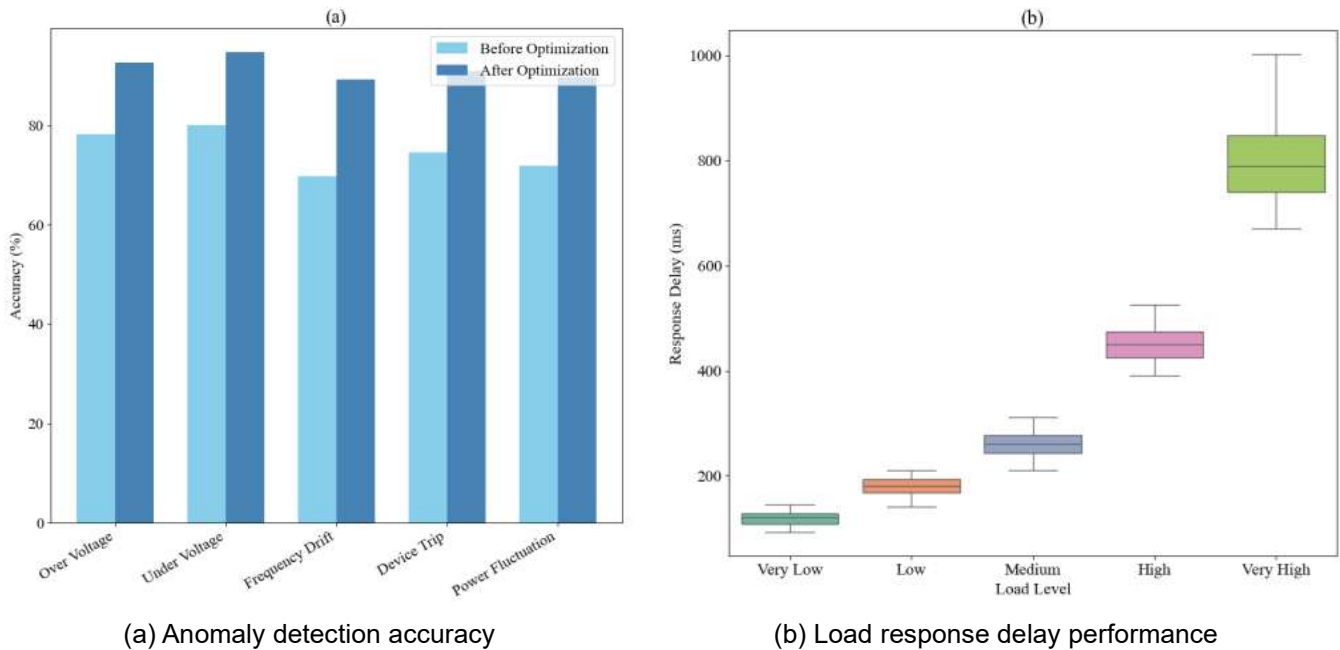 (a)
Before Optimization
After Optimization
80
60
40
20
0
Accuracy (%)
Over Voltage
Under Voltage
Frequency Drift
Device Trip
Power Fluctuation
(a) Anomaly detection accuracy
(b)
1000
800
600
400
200
Response Delay (ms)
Very Low
Low
Medium
High
Very High
Load Level
(b) Load response delay performance